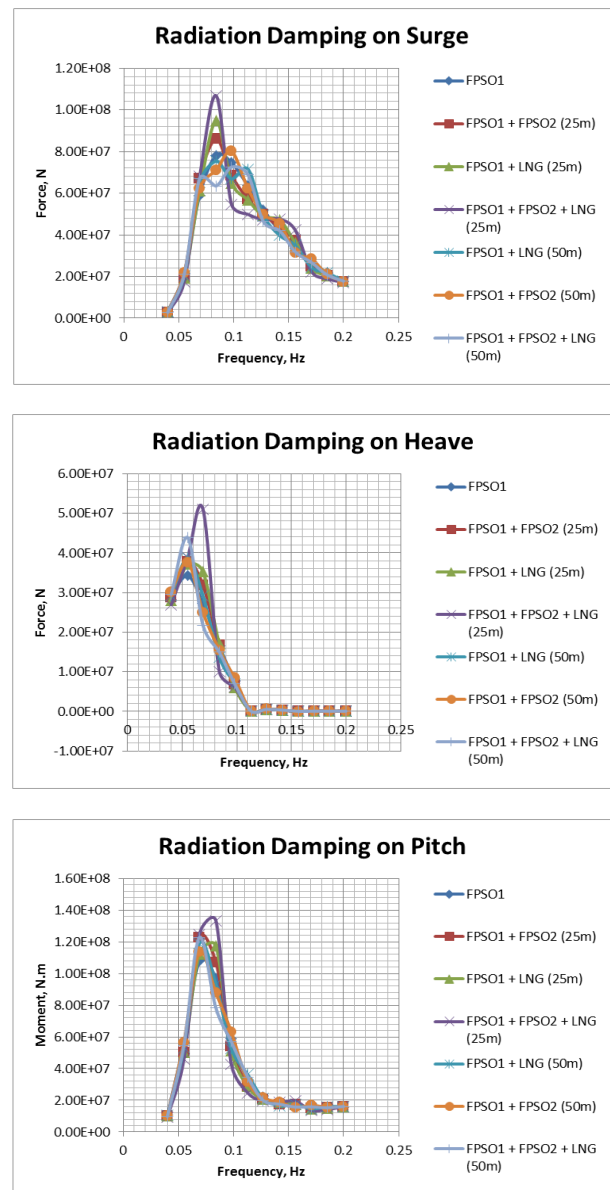 Radiation Damping on Surge
1.20E+08
1.00E+08
8.00E+07
6.00E+07
4.00E+07
2.00E+07
0.00E+00
Force, N
0
0.05
0.1
0.15
0.2
0.25
Frequency, Hz
FPSO1
FPSO1 + FPSO2 (25m)
FPSO1 + LNG (25m)
FPSO1 + FPSO2 + LNG
(25m)
FPSO1 + LNG (50m)
FPSO1 + FPSO2 (50m)
FPSO1 + FPSO2 + LNG
(50m)
Radiation Damping on Heave
6.00E+07
5.00E+07
4.00E+07
3.00E+07
2.00E+07
1.00E+07
0.00E+00
-1.00E+07
Force, N
0
0.05
0.1
0.15
0.2
0.25
Frequency, Hz
FPSO1
FPSO1 + FPSO2 (25m)
FPSO1 + LNG (25m)
FPSO1 + FPSO2 + LNG
(25m)
FPSO1 + LNG (50m)
FPSO1 + FPSO2 (50m)
FPSO1 + FPSO2 + LNG
(50m)
Radiation Damping on Pitch
1.60E+08
1.40E+08
1.20E+08
1.00E+08
8.00E+07
6.00E+07
4.00E+07
2.00E+07
0.00E+00
Moment, N.m
0
0.05
0.1
0.15
0.2
0.25
Frequency, Hz
FPSO1
FPSO1 + FPSO2 (25m)
FPSO1 + LNG (25m)
FPSO1 + FPSO2 + LNG
(25m)
FPSO1 + LNG (50m)
FPSO1 + FPSO2 (50m)
FPSO1 + FPSO2 + LNG
(50m)